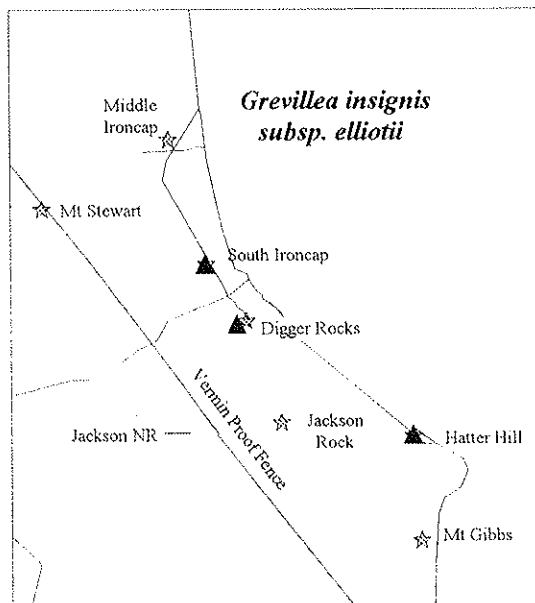 Grevillea insignis
subsp. elliotii
Middle
Ironcap
Mt Stewart
South Ironcap
Digger Rocks
Vermin Proof Fence
Jackson NR
Jackson
Rock
Hatter Hill
Mt Gibbs